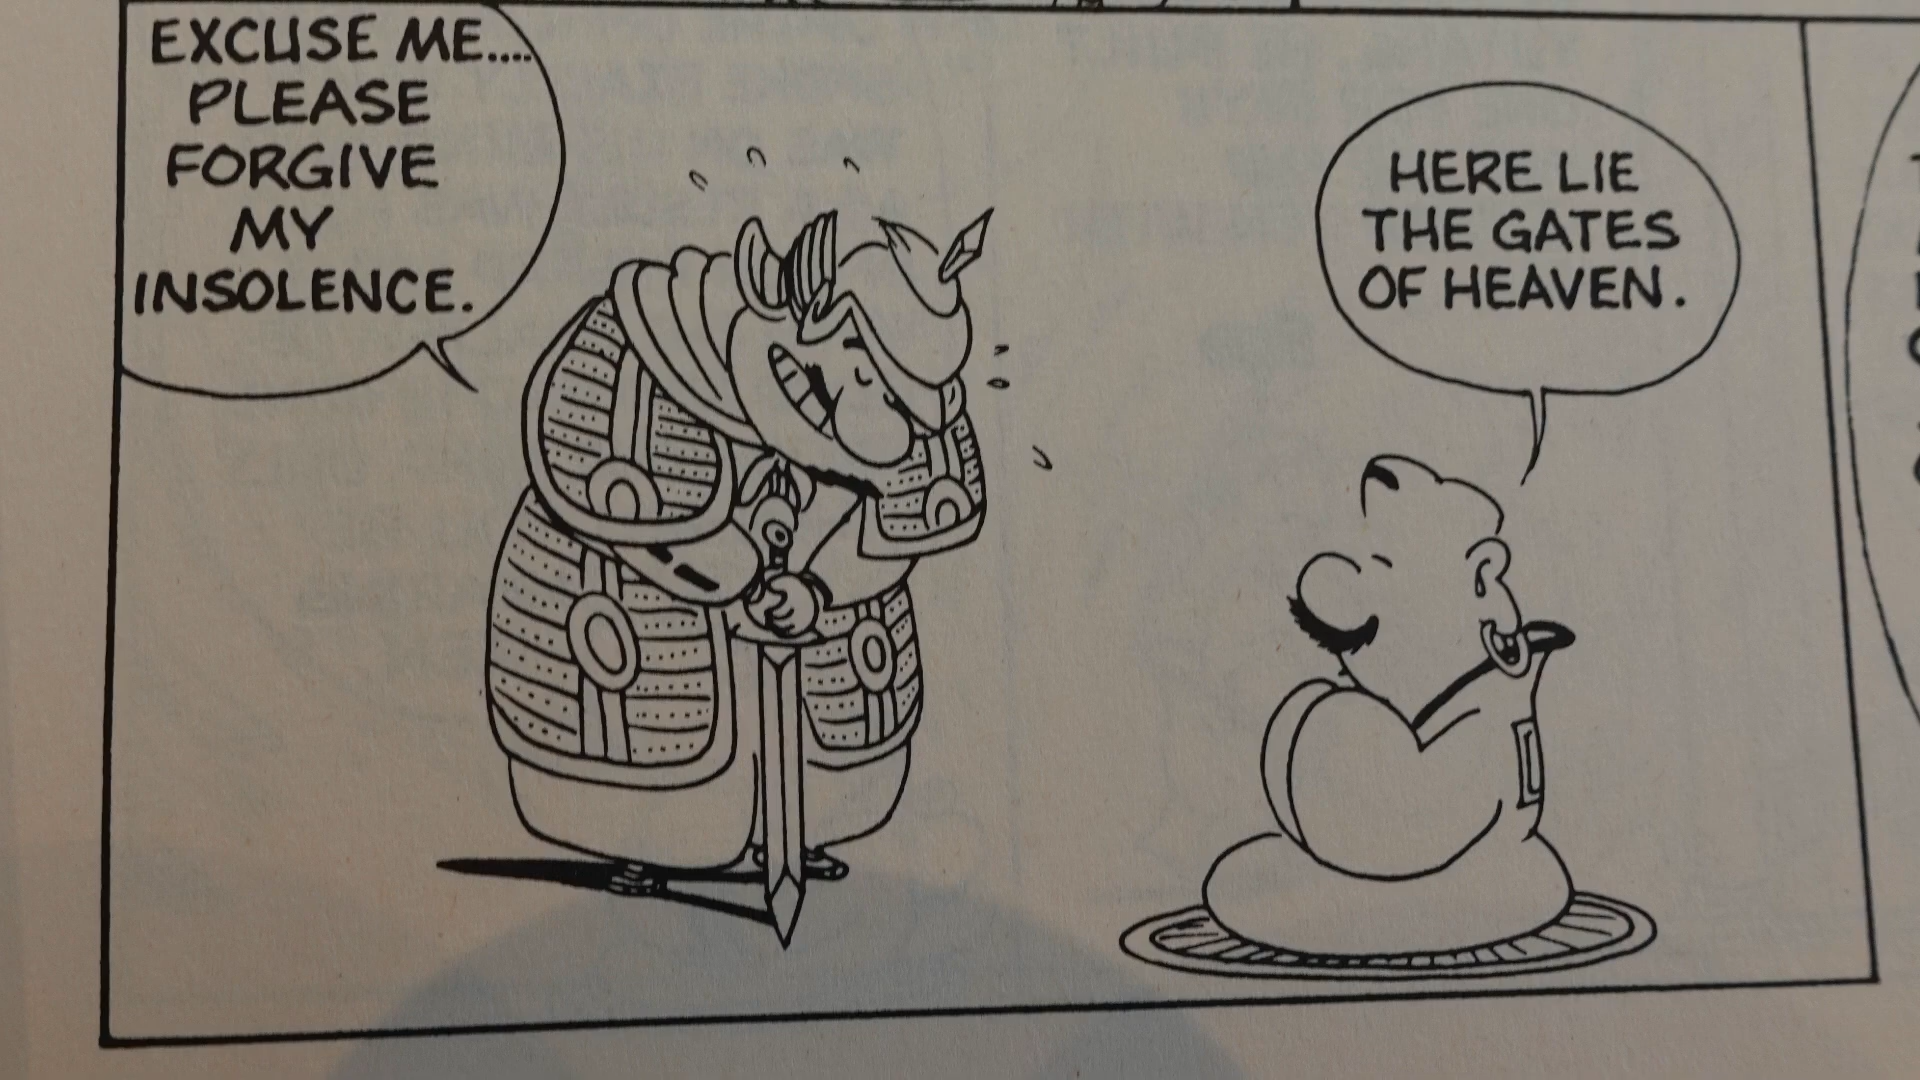 EXCUSE ME....
PLEASE
FORGIVE
MY
INSOLENCE.
HERE LIE
THE GATES
OF HEAVEN.